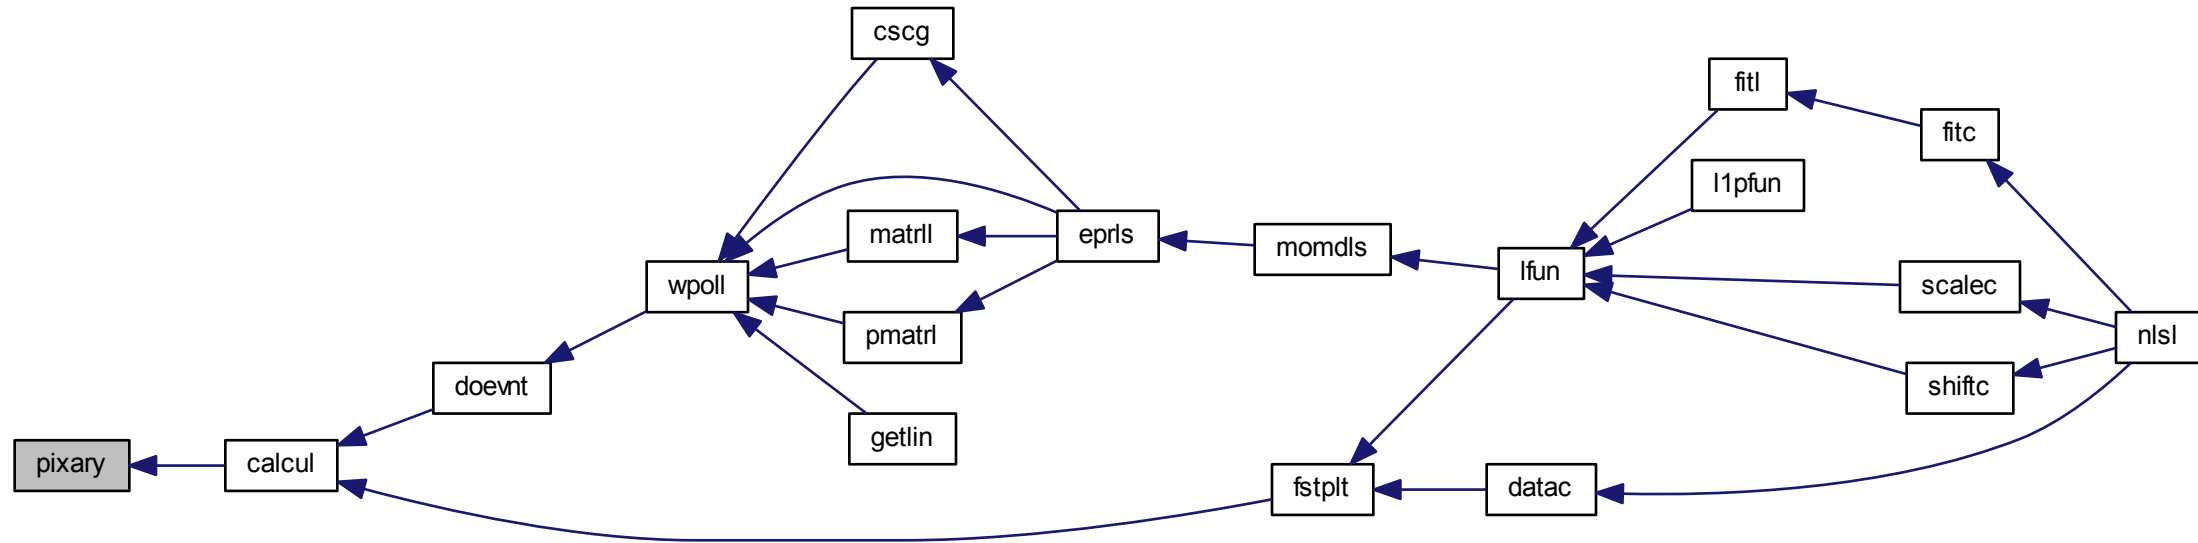 cscg
fitl
fitc
l1pfun
matrll
eprls
momdls
lfun
wpoll
scalec
pmatrl
nlsl
doevnt
shiftc
getlin
pixary
calcul
fstplt
datac